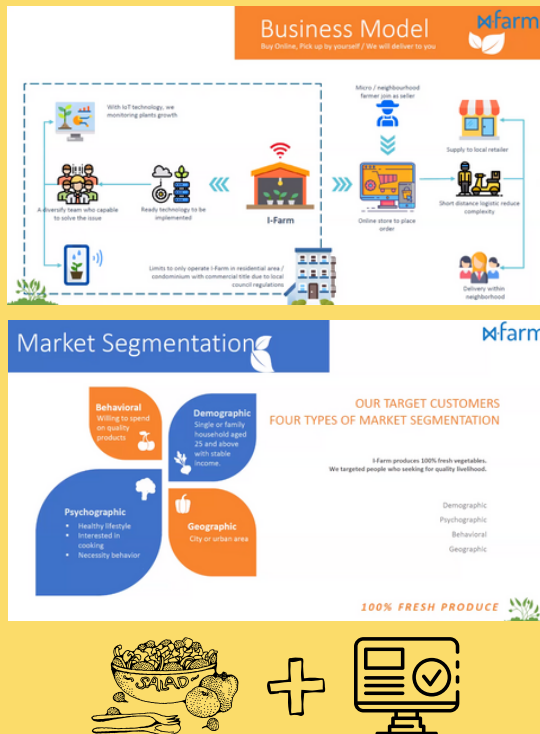 Business Model
Buy Online, Pick up by yourself / We will deliver to you
farm
With IoT technology, we
monitoring plants growth
A diversify team who capable
to solve the issue
Ready technology to be
implemented
I-Farm
Limits to only operate I-Farm in residential area /
condominium with commercial title due to local
council regulations
Micro / neighbourhood
farmer join as seller
Online store to place
order
Supply to local retailer
Short distance logistic reduce
complexity
Delivery within
neighborhood
Market Segmentation
farm
Behavioral
Willing to spend
on quality
products
Demographic
Single or family
household aged
25 and above
with stable
Income.
Psychographic
• Healthy lifestyle
• Interested in
cooking
• Necessity behavior
Geographic
City or urban area
OUR TARGET CUSTOMERS
FOUR TYPES OF MARKET SEGMENTATION
I-Farm produces 100% fresh vegetables.
We targeted people who seeking for quality livelihood.
Demographic
Psychographic
Behavioral
Geographic
100% FRESH PRODUCE
SALAD